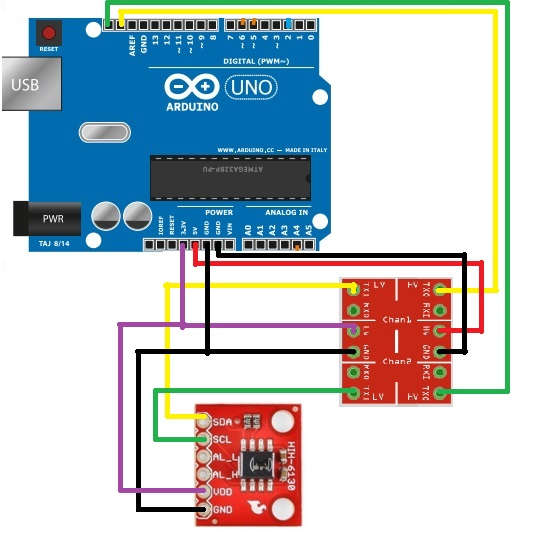 RESET
AREF
GND
13
12
~11
~10
~9
8
7
~6
~5
4
~3
2
1
0
DIGITAL (PWM~)
USB
ARDUINO
UNO
WWW.ARDUINO.CC — MADE IN ITALY
ATMEGA328P-PU
PWR
POWER
ANALOG IN
TAJ 8/14
IOREF
RESET
3.3V
5V
GND
GND
VIN
A0
A1
A2
A3
A4
A5
TXI
LV
HV
TXO
RXO
RXI
Chan1
LV
HV
GND
GND
Chan2
RXO
RXI
TXI
LV
HV
TXO
SDA
SCL
AL_L
AL_H
VDD
GND
HIH-6130